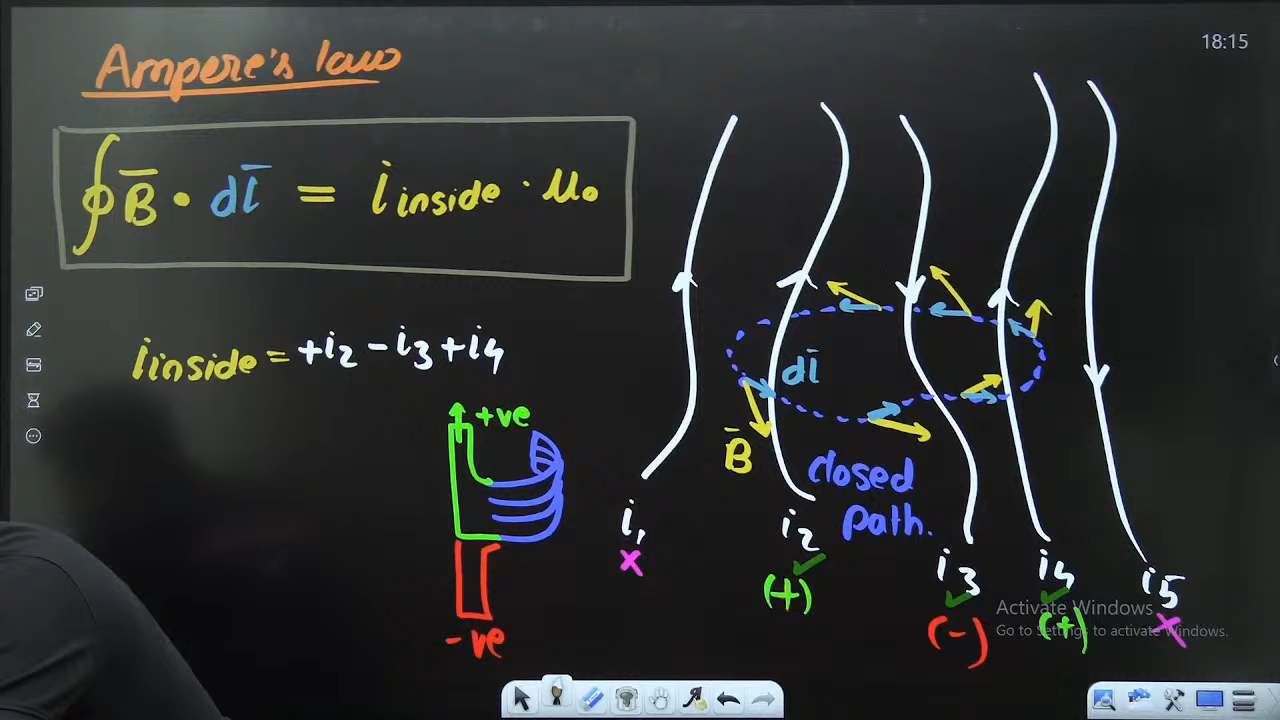 18:15
Ampere's law
∮ B̅ · dl̅ = i inside · μ₀
i inside = +i₂ - i₃ + i₄
dl̅
B̅
closed
path.
+ve
-ve
i₁
i₂
i₃
i₄
i₅
x
(+)
(-)
(+)
x
Activate Windows
Go to Settings to activate Windows.